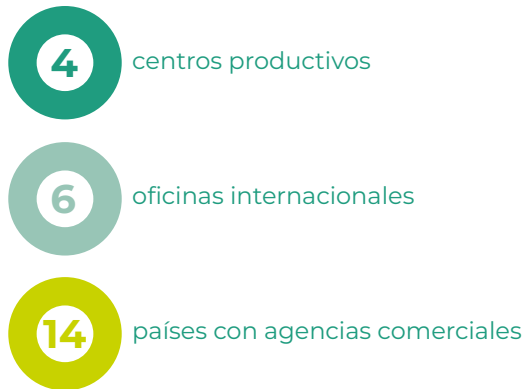 4 centros productivos
6 oficinas internacionales
14 países con agencias comerciales